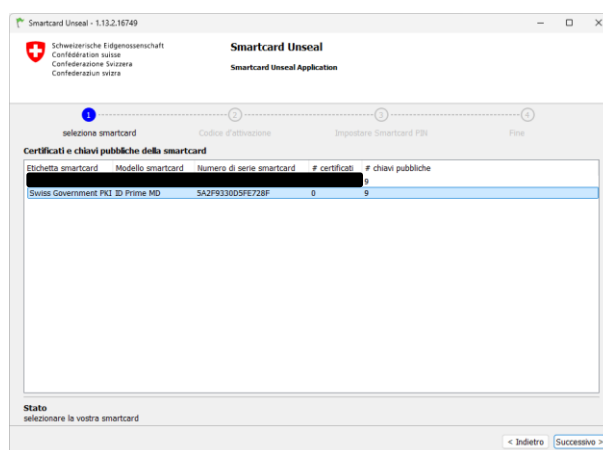 Smartcard Unseal - 1.13.2.16749
Schweizerische Eidgenossenschaft
Confédération suisse
Confederazione Svizzera
Confederaziun svizra
Smartcard Unseal
Smartcard Unseal Application
1
2
3
4
seleziona smartcard
Codice d'attivazione
Impostare Smartcard PIN
Fine
Certificati e chiavi pubbliche della smartcard
Etichetta smartcard Modello smartcard Numero di serie smartcard # certificati # chiavi pubbliche
9
Swiss Government PKI ID Prime MD 5A2F9330D5FE728F 0 9
Stato
selezionare la vostra smartcard
< Indietro Successivo >